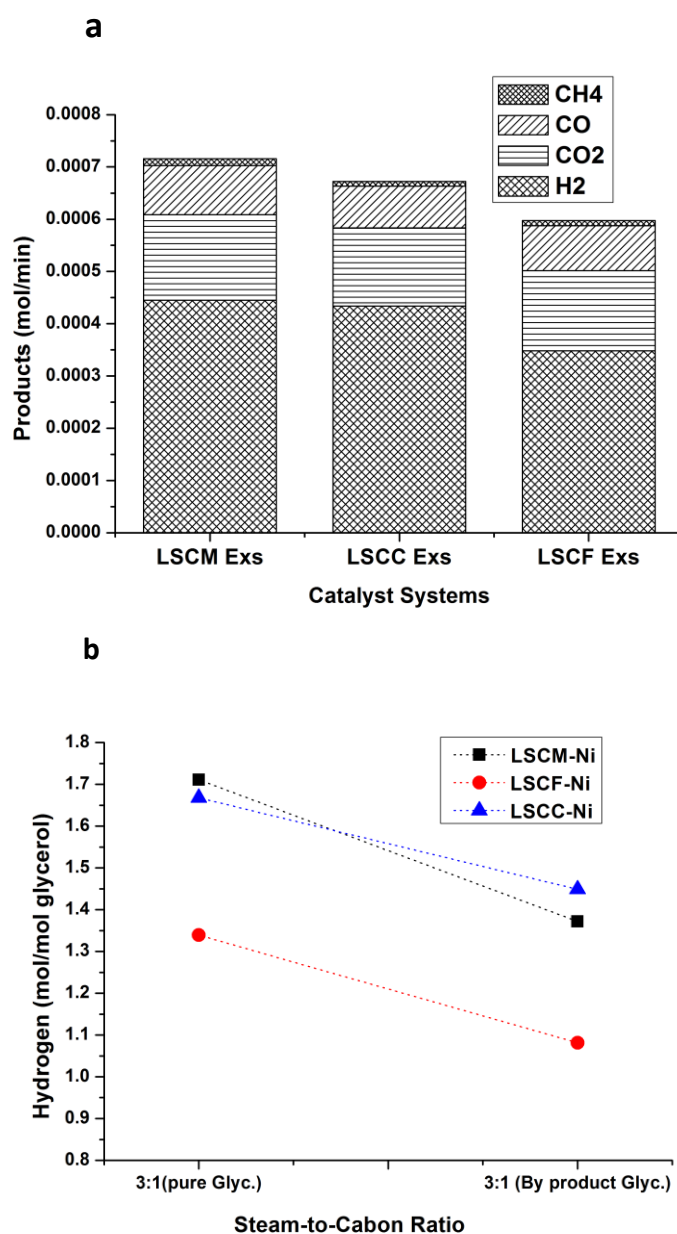 a
CH4
CO
CO2
H2
0.0008
0.0007
0.0006
0.0005
0.0004
0.0003
0.0002
0.0001
0.0000
Products (mol/min)
LSCM Exs
LSCC Exs
LSCF Exs
Catalyst Systems
b
LSCM-Ni
LSCF-Ni
LSCC-Ni
1.8
1.7
1.6
1.5
1.4
1.3
1.2
1.1
1.0
0.9
0.8
Hydrogen (mol/mol glycerol)
3:1(pure Glyc.)
3:1 (By product Glyc.)
Steam-to-Cabon Ratio